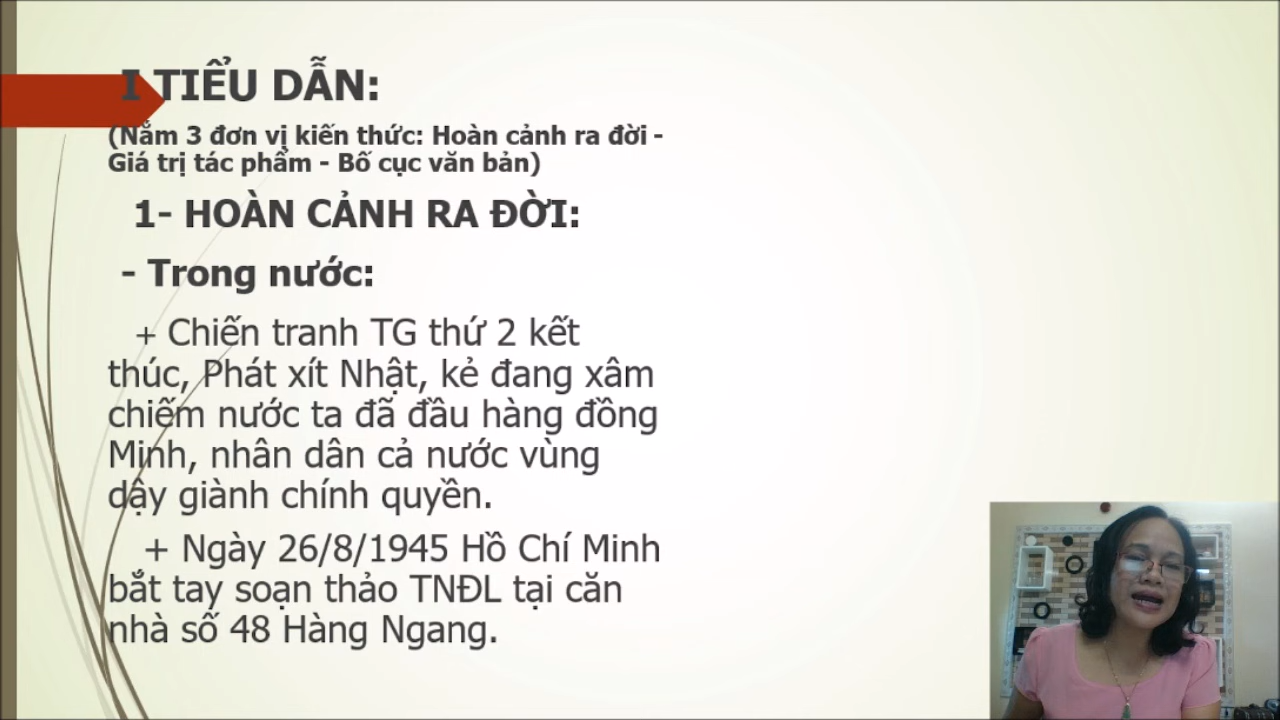 I TIỂU DẪN:
(Nắm 3 đơn vị kiến thức: Hoàn cảnh ra đời -
Giá trị tác phẩm - Bố cục văn bản)
1- HOÀN CẢNH RA ĐỜI:
- Trong nước:
+ Chiến tranh TG thứ 2 kết
thúc, Phát xít Nhật, kẻ đang xâm
chiếm nước ta đã đầu hàng đồng
Minh, nhân dân cả nước vùng
dậy giành chính quyền.
+ Ngày 26/8/1945 Hồ Chí Minh
bắt tay soạn thảo TNĐL tại căn
nhà số 48 Hàng Ngang.